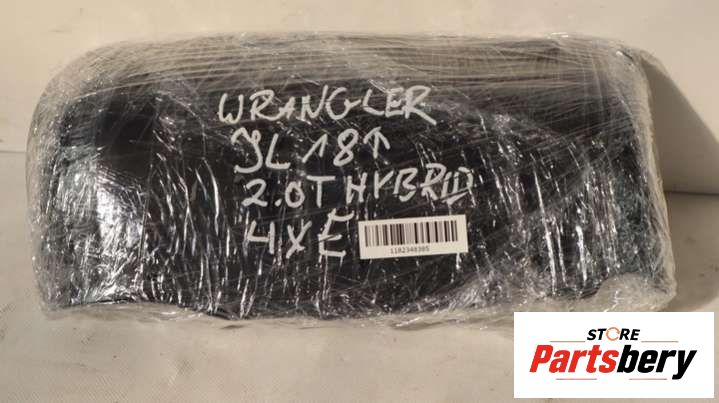 WRANGLER
JL 18↑
2.0T HYBRID
4XE
1182348385
STORE
Partsbery